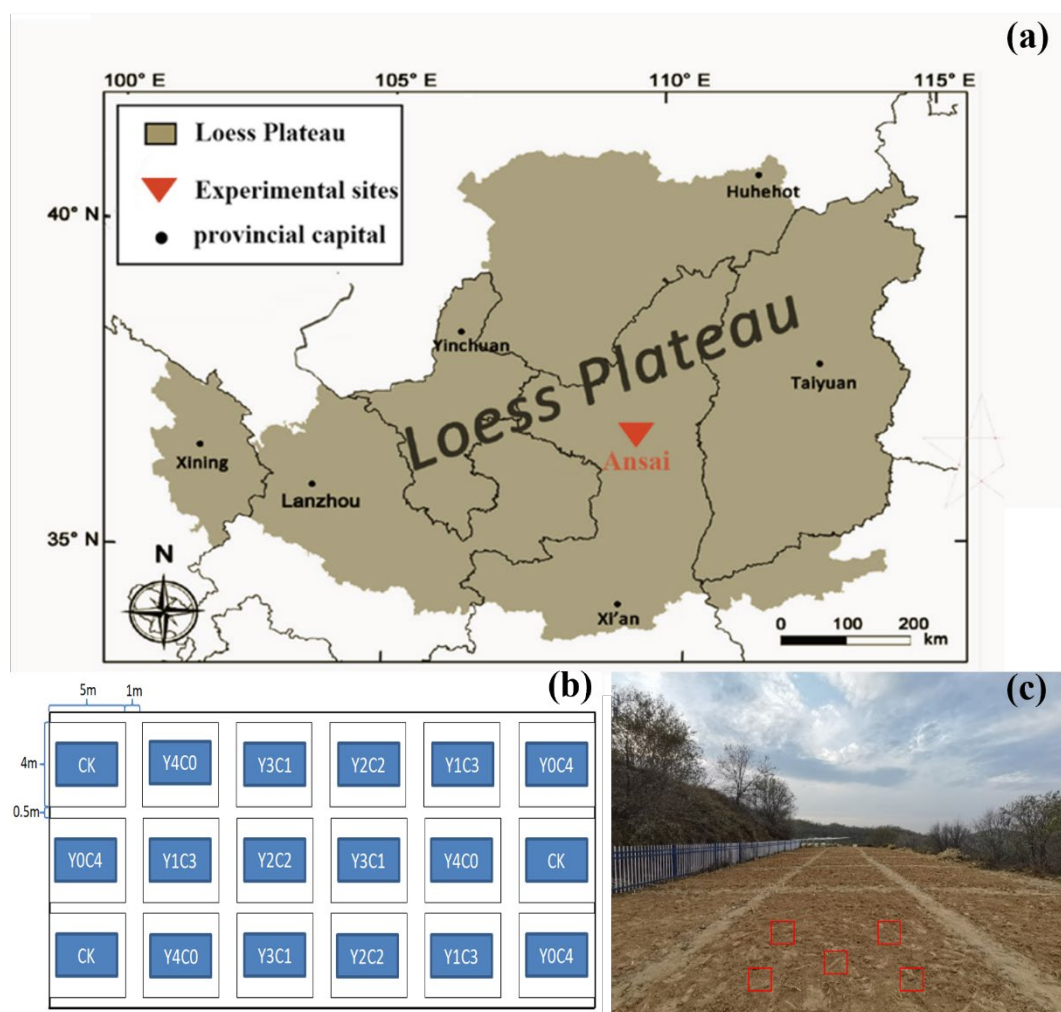 (a)
100° E
105° E
110° E
115° E
Loess Plateau
Experimental sites
provincial capital
40° N
35° N
Huhehot
Yinchuan
Loess Plateau
Taiyuan
Xining
Ansai
Lanzhou
N
Xi'an
0 100 200
km
5m
1m
(b)
4m
0.5m
CK Y4C0 Y3C1 Y2C2 Y1C3 Y0C4
Y0C4 Y1C3 Y2C2 Y3C1 Y4C0 CK
CK Y4C0 Y3C1 Y2C2 Y1C3 Y0C4
(c)